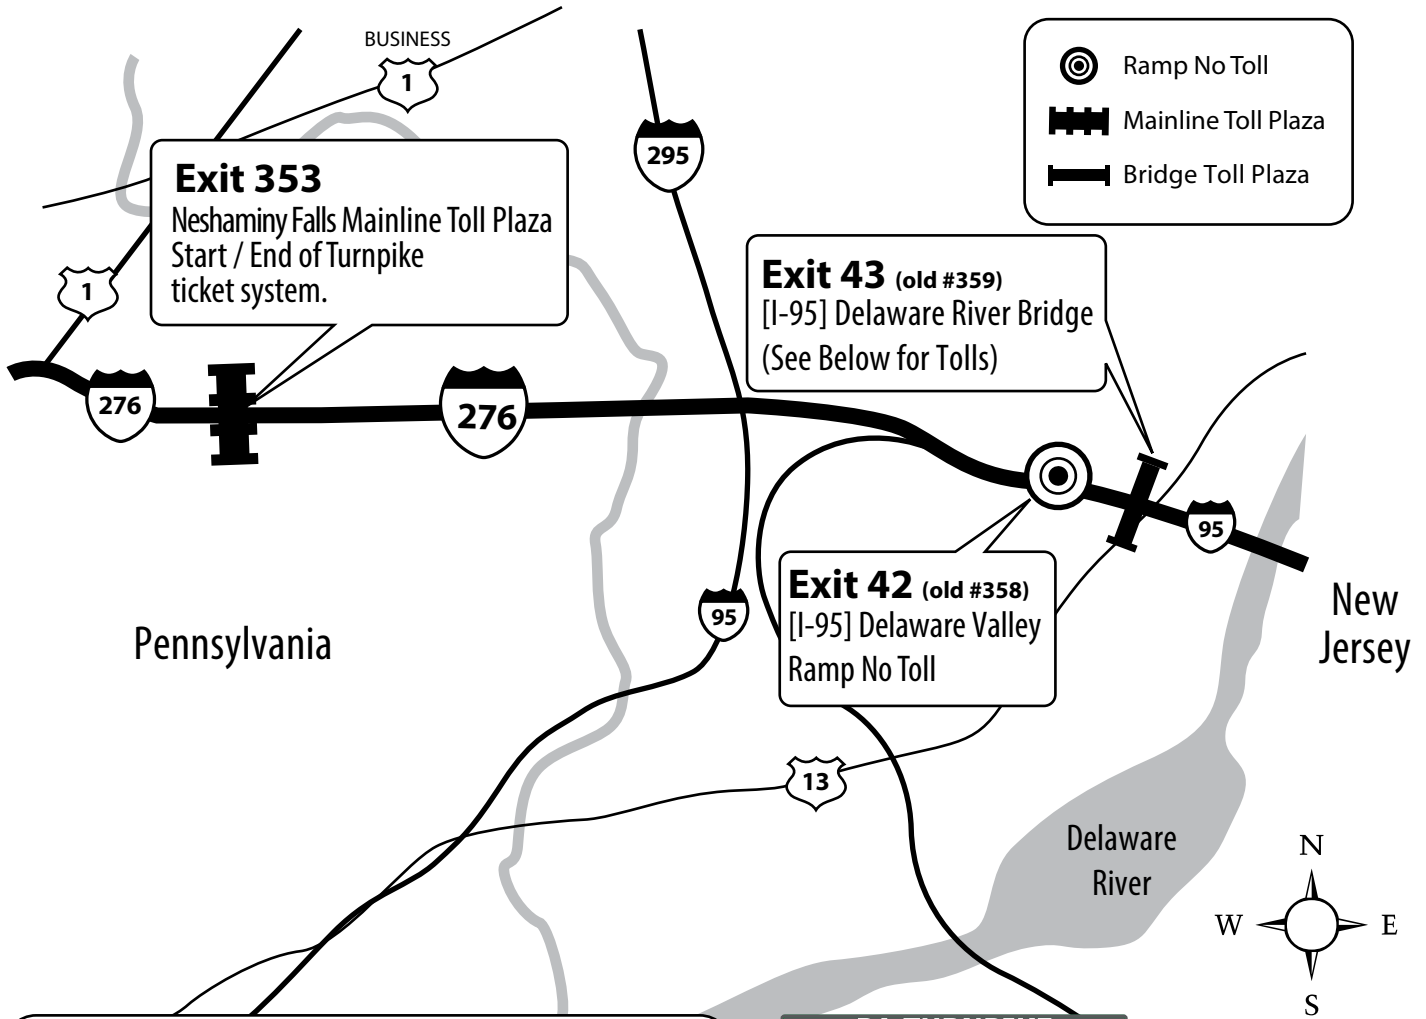 BUSINESS
1
295
Ramp No Toll
Mainline Toll Plaza
Bridge Toll Plaza
Exit 353
Neshaminy Falls Mainline Toll Plaza
Start / End of Turnpike
ticket system.
1
Exit 43 (old #359)
[I-95] Delaware River Bridge
(See Below for Tolls)
276
276
95
Exit 42 (old #358)
[I-95] Delaware Valley
Ramp No Toll
95
New
Jersey
Pennsylvania
13
Delaware
River
N
W
E
S